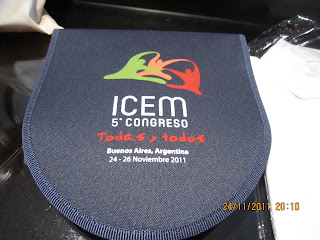 ICEM
5° CONGRESO
Todas y todos
Buenos Aires, Argentina
24 - 26 Noviembre 2011
24/11/2011 20:10